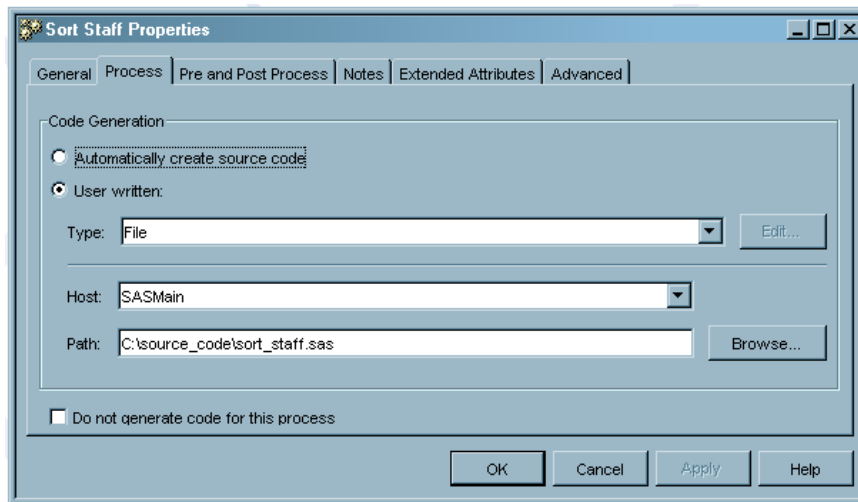 Sort Staff Properties
General Process Pre and Post Process Notes Extended Attributes Advanced
Code Generation
Automatically create source code
User written:
Type: File Edit...
Host: SASMain
Path: C:\source_code\sort_staff.sas Browse...
Do not generate code for this process
OK Cancel Apply Help